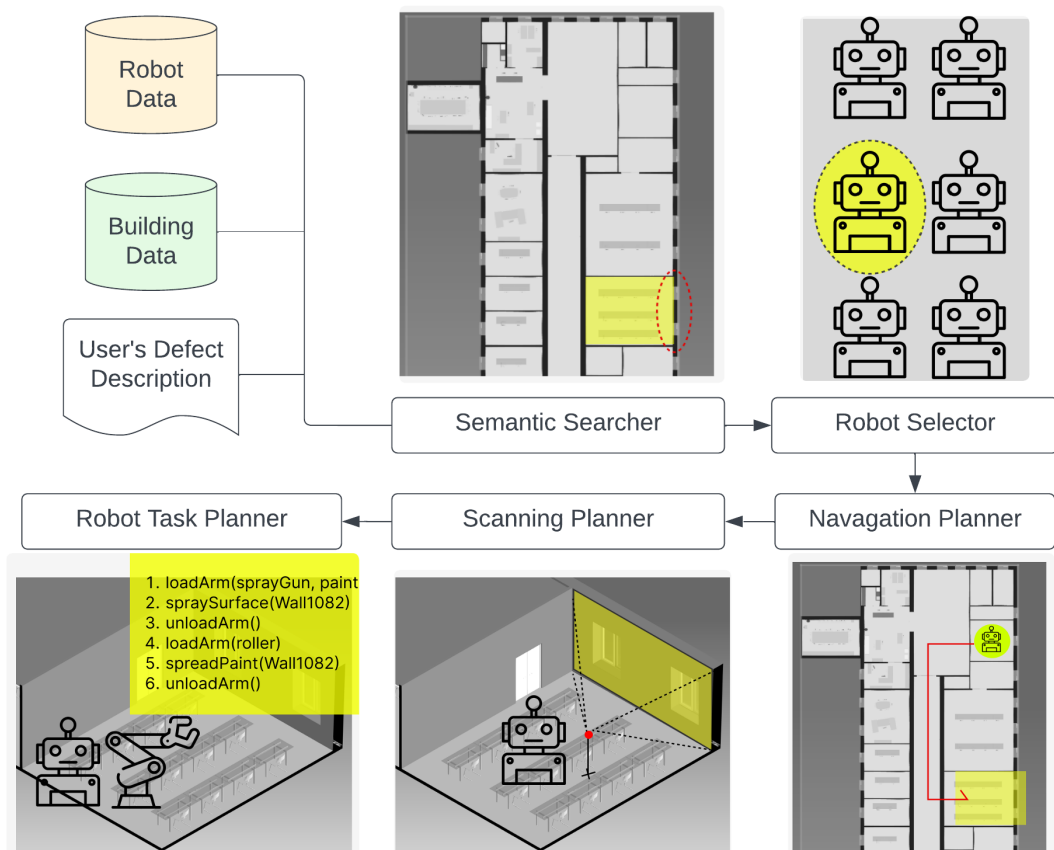 Robot
Data
Building
Data
User's Defect
Description
Semantic Searcher
Robot Selector
Robot Task Planner
Scanning Planner
Navagation Planner
1. loadArm(sprayGun, paint
2. spraySurface(Wall1082)
3. unloadArm()
4. loadArm(roller)
5. spreadPaint(Wall1082)
6. unloadArm()